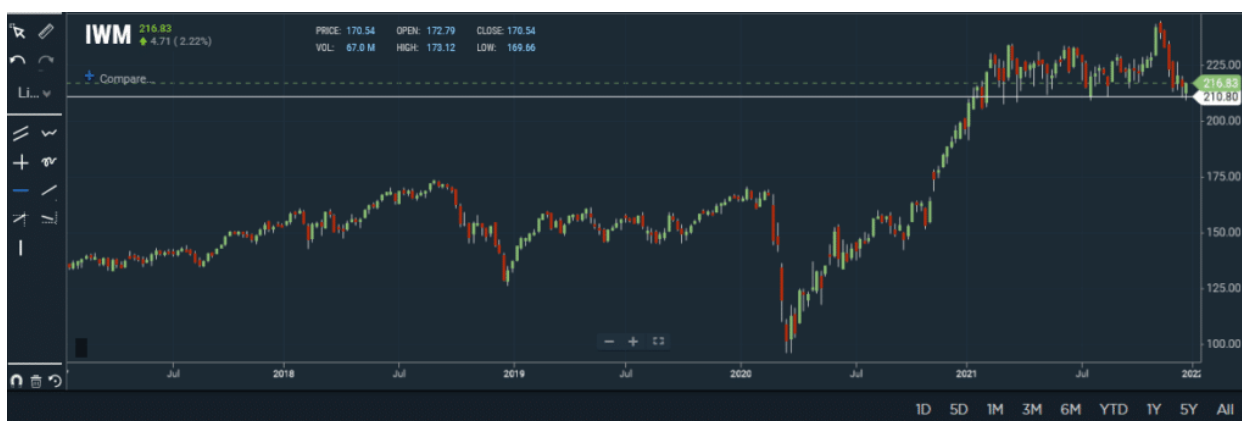 IWM 216.83
4.71 ( 2.22%)
PRICE: 170.54 OPEN: 172.79 CLOSE: 170.54
VOL: 67.0 M HIGH: 173.12 LOW: 169.66
Compare...
Li...
225.00
216.83
210.80
200.00
175.00
150.00
125.00
100.00
Jul 2018 Jul 2019 Jul 2020 Jul 2021 Jul 2022
1D 5D 1M 3M 6M YTD 1Y 5Y All